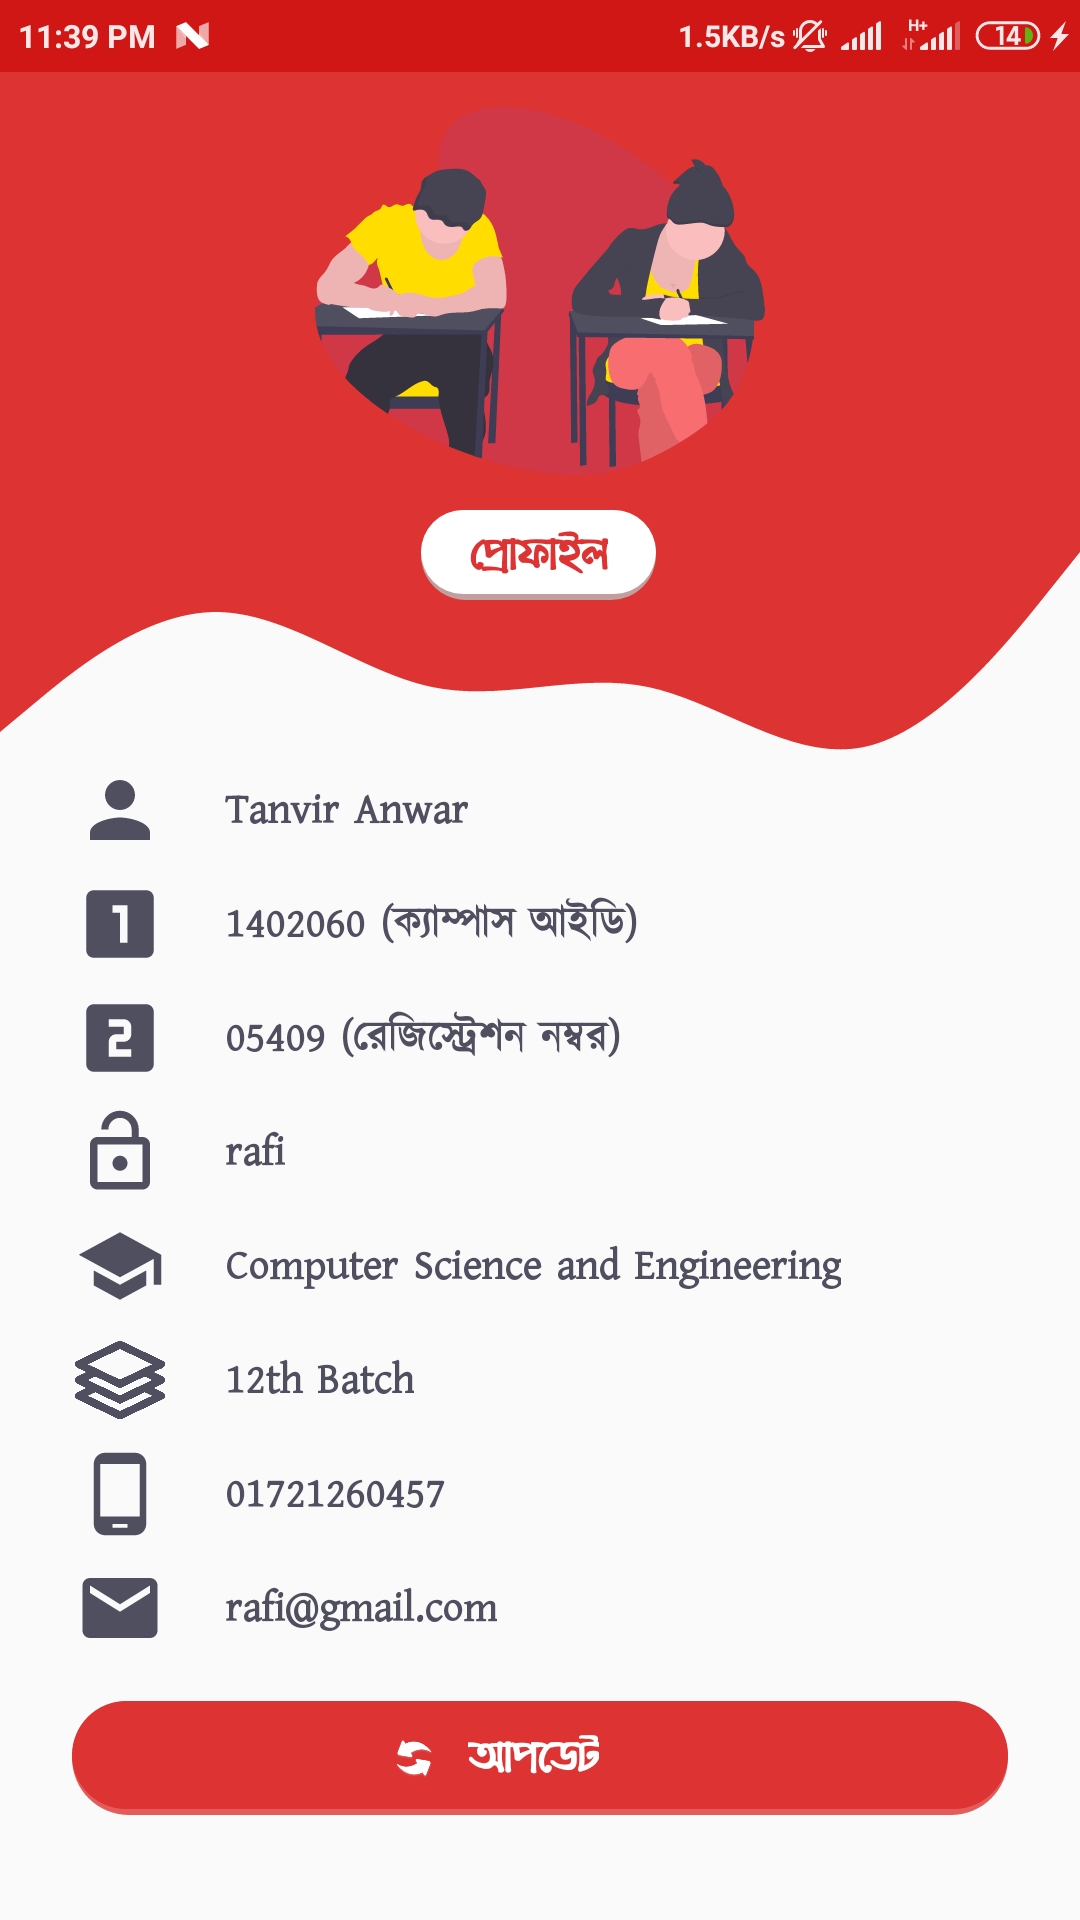 11:39 PM 1.5KB/s H+ 14
প্রোফাইল
Tanvir Anwar
1402060 (ক্যাম্পাস আইডি)
05409 (রেজিস্ট্রেশন নম্বর)
rafi
Computer Science and Engineering
12th Batch
01721260457
rafi@gmail.com
আপডেট